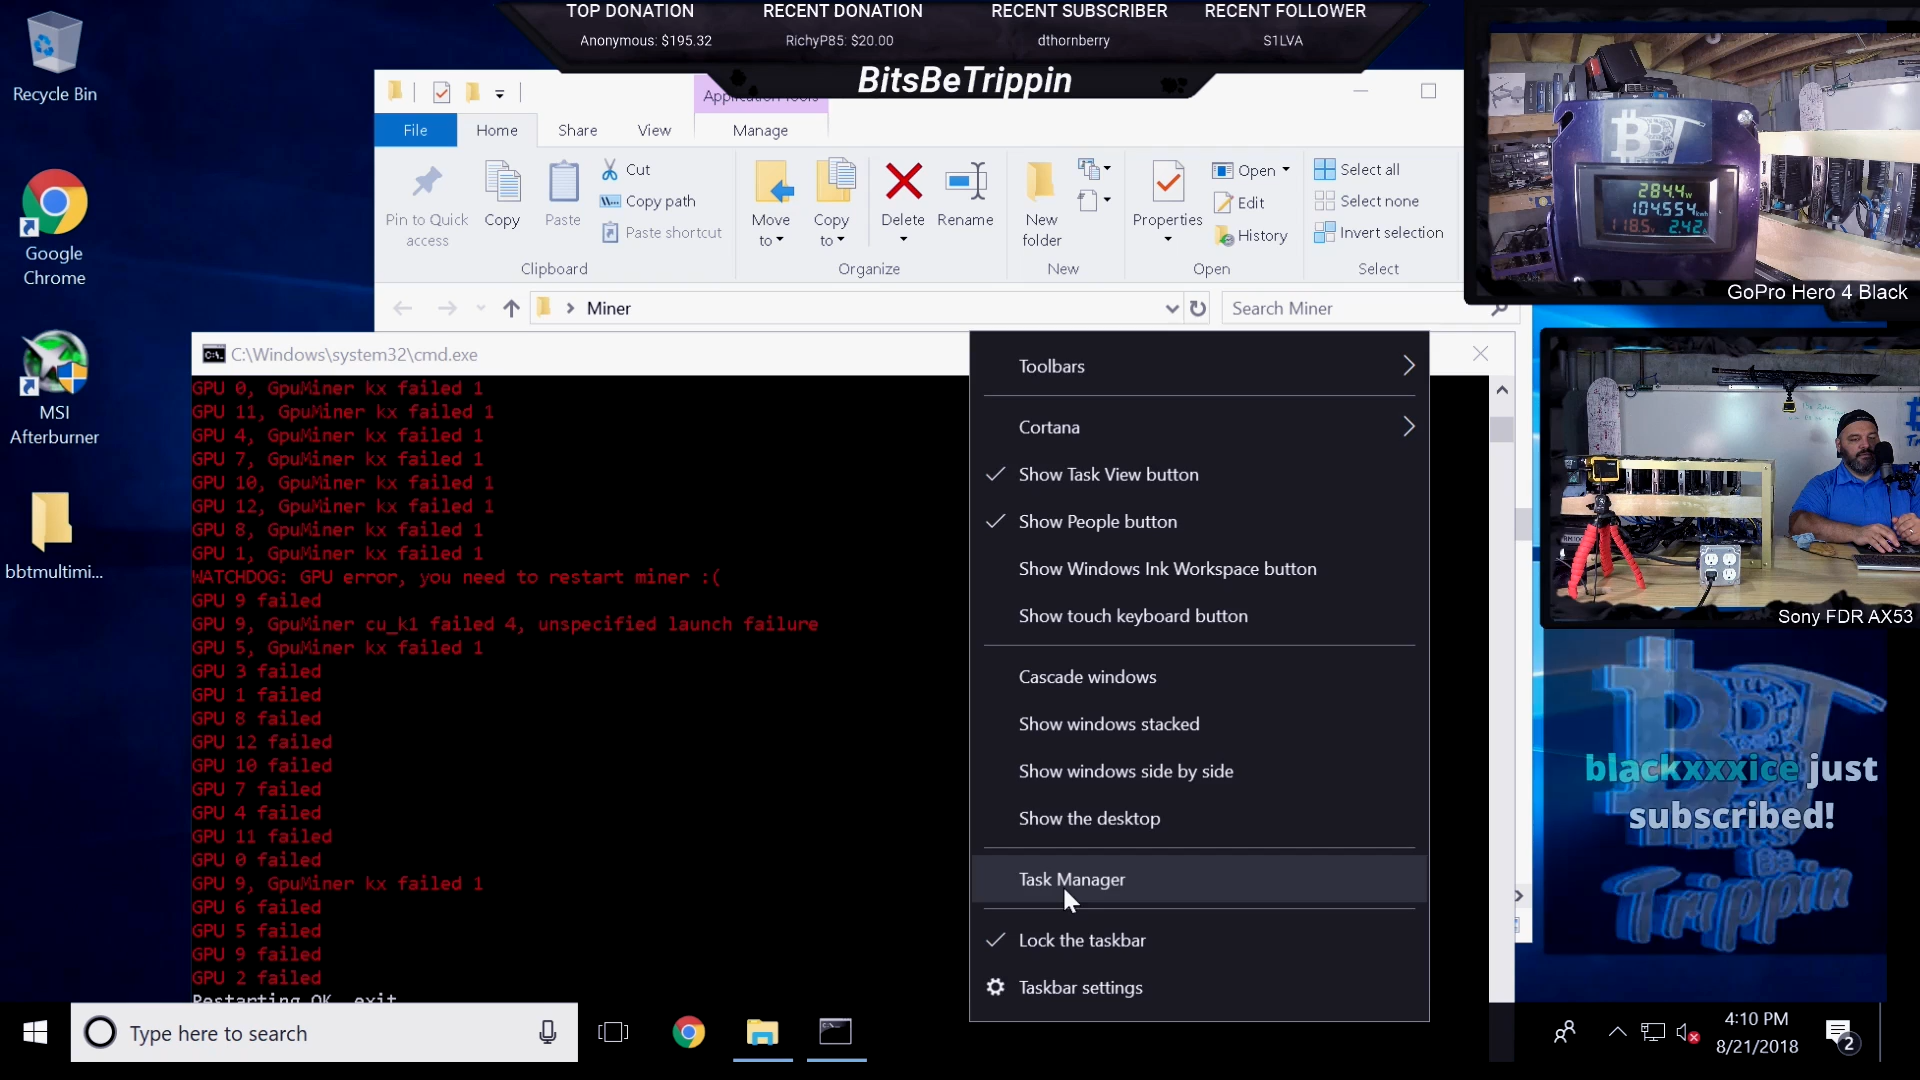 TOP DONATION
Anonymous: $195.32
RECENT DONATION
RichyP85: $20.00
RECENT SUBSCRIBER
dthornberry
RECENT FOLLOWER
S1LVA
BitsBeTrippin
Recycle Bin
Google
Chrome
MSI
Afterburner
bbtmultimi...
File
Home
Share
View
Manage
Pin to Quick
access
Copy
Paste
Cut
Copy path
Paste shortcut
Clipboard
Move
to
Copy
to
Delete
Rename
Organize
New
folder
New
Properties
Open
Edit
History
Open
Select all
Select none
Invert selection
Select
Miner
Search Miner
C:\Windows\system32\cmd.exe
GPU 0, GpuMiner kx failed 1
GPU 11, GpuMiner kx failed 1
GPU 4, GpuMiner kx failed 1
GPU 7, GpuMiner kx failed 1
GPU 10, GpuMiner kx failed 1
GPU 12, GpuMiner kx failed 1
GPU 8, GpuMiner kx failed 1
GPU 1, GpuMiner kx failed 1
WATCHDOG: GPU error, you need to restart miner :(
GPU 9 failed
GPU 9, GpuMiner cu_k1 failed 4, unspecified launch failure
GPU 5, GpuMiner kx failed 1
GPU 3 failed
GPU 1 failed
GPU 8 failed
GPU 12 failed
GPU 10 failed
GPU 7 failed
GPU 4 failed
GPU 11 failed
GPU 0 failed
GPU 9, GpuMiner kx failed 1
GPU 6 failed
GPU 5 failed
GPU 9 failed
GPU 2 failed
Restarting OK, exit
Toolbars
Cortana
Show Task View button
Show People button
Show Windows Ink Workspace button
Show touch keyboard button
Cascade windows
Show windows stacked
Show windows side by side
Show the desktop
Task Manager
Lock the taskbar
Taskbar settings
284.4w
104.554
118.5v 2.42
GoPro Hero 4 Black
Sony FDR AX53
blackxxxice just
subscribed!
Trippin
Type here to search
4:10 PM
8/21/2018
2